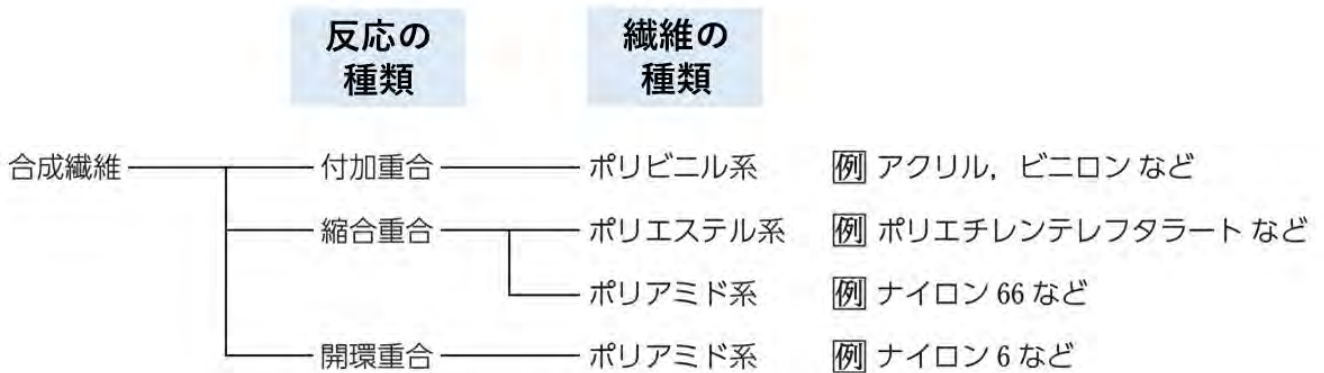 反応の
種類
繊維の
種類
合成繊維 付加重合 ポリビニル系 例 アクリル，ビニロン など
縮合重合 ポリエステル系 例 ポリエチレンテレフタラート など
ポリアミド系 例 ナイロン 66 など
開環重合 ポリアミド系 例 ナイロン 6 など